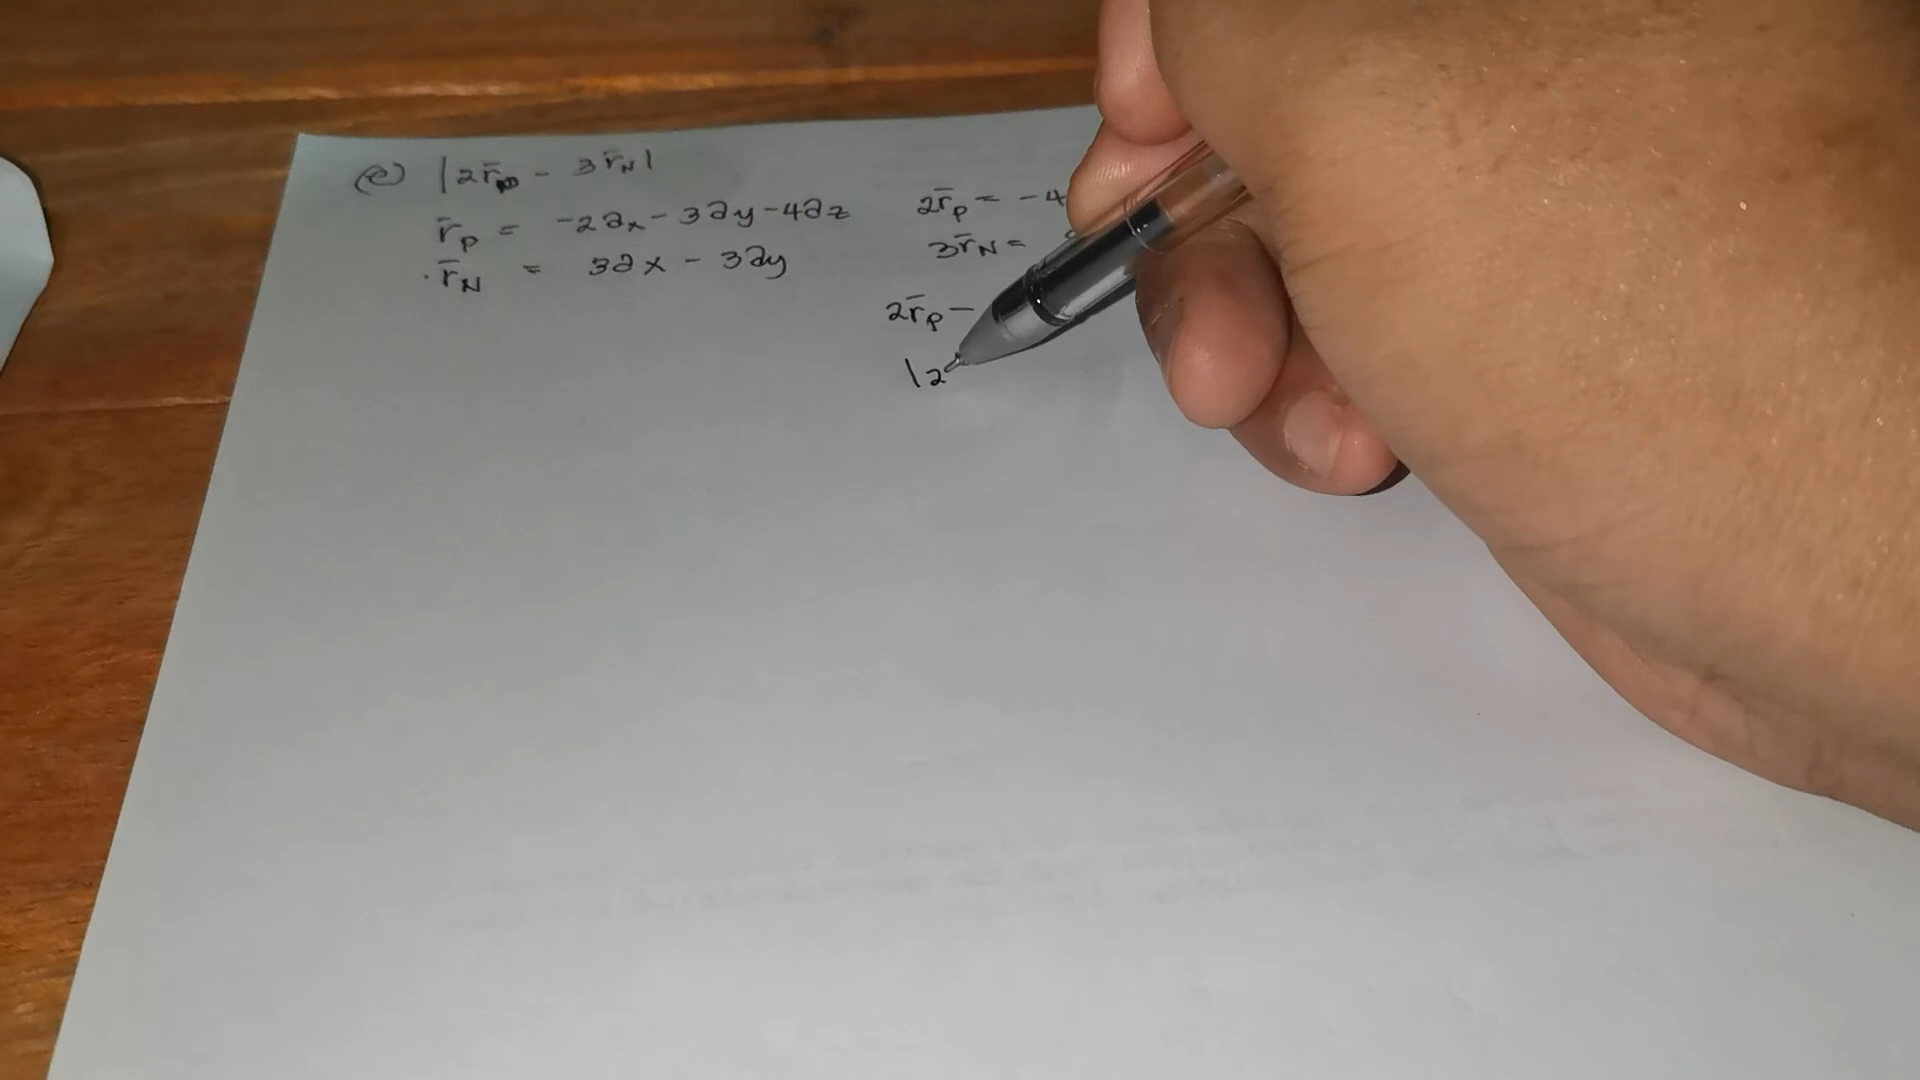 (e) |2r̄p - 3r̄N|
r̄p = -2ax - 3ay - 4az
r̄N = 3ax - 3ay
2r̄p = -4
3r̄N =
2r̄p -
|2